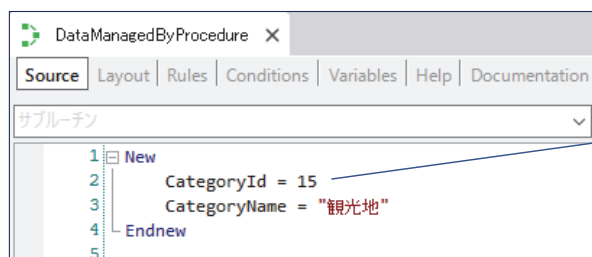 DataManagedByProcedure ×
Source Layout Rules Conditions Variables Help Documentation
サブルーチン
1 New
2 CategoryId = 15
3 CategoryName = "観光地"
4 Endnew
5